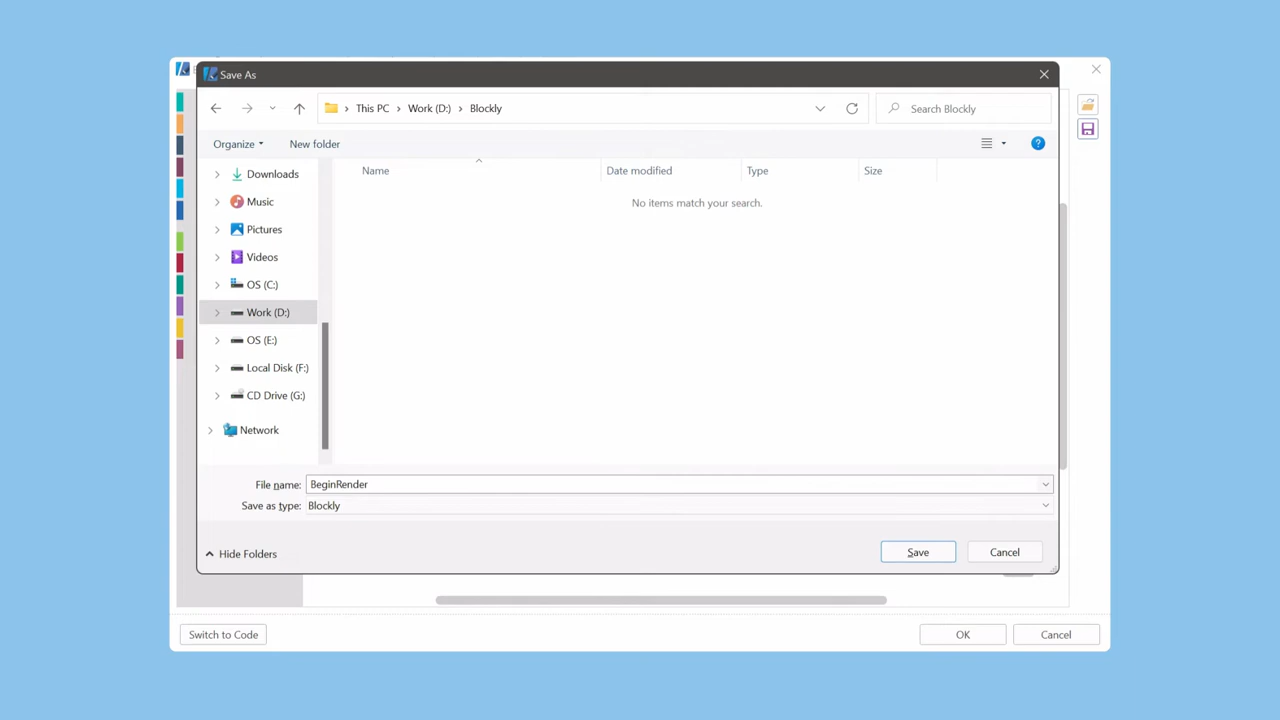 Save As
This PC
Work (D:)
Blockly
Search Blockly
Organize
New folder
Name
Date modified
Type
Size
No items match your search.
Downloads
Music
Pictures
Videos
OS (C:)
Work (D:)
OS (E:)
Local Disk (F:)
CD Drive (G:)
Network
File name:
BeginRender
Save as type:
Blockly
Hide Folders
Save
Cancel
Switch to Code
OK
Cancel